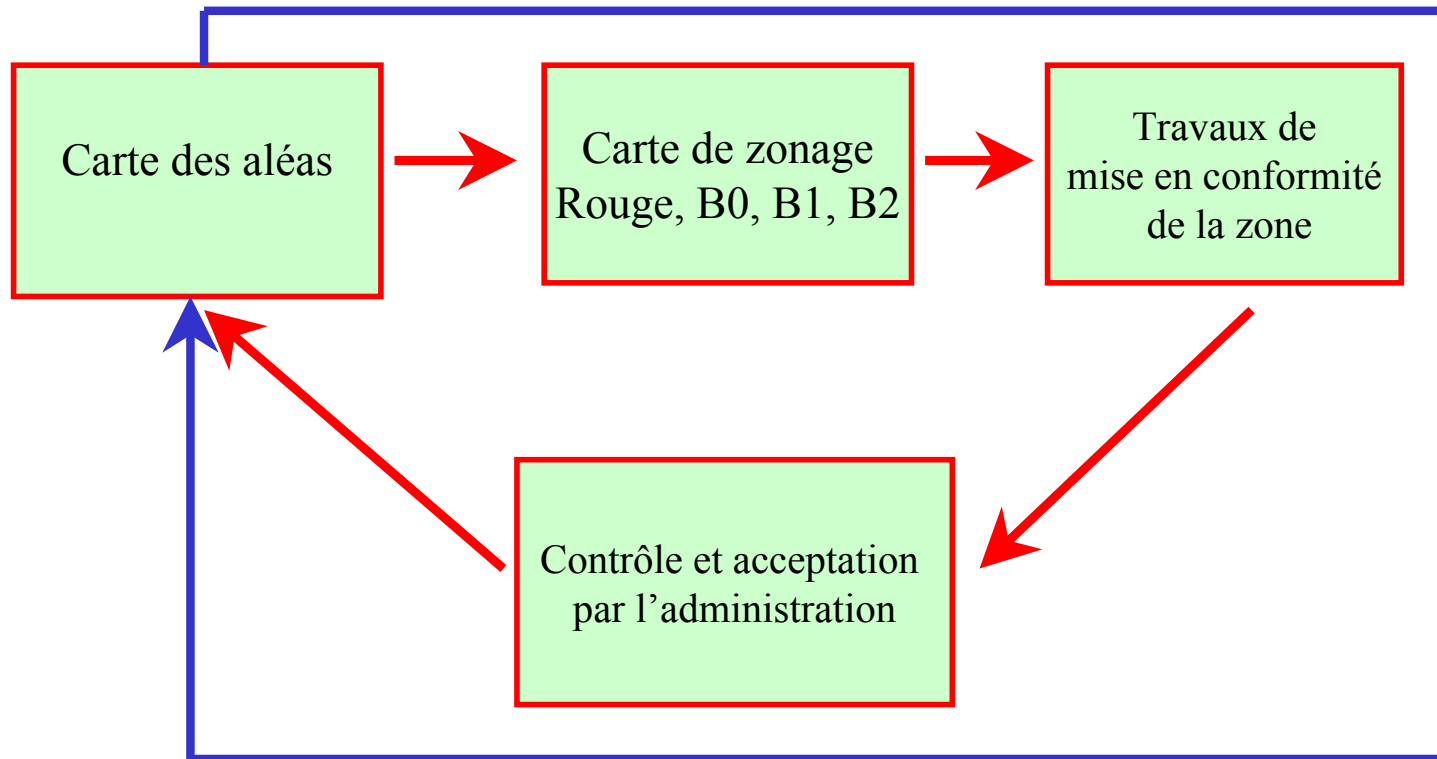 Carte des aléas
Carte de zonage
Rouge, B0, B1, B2
Travaux de
mise en conformité
de la zone
Contrôle et acceptation
par l’administration